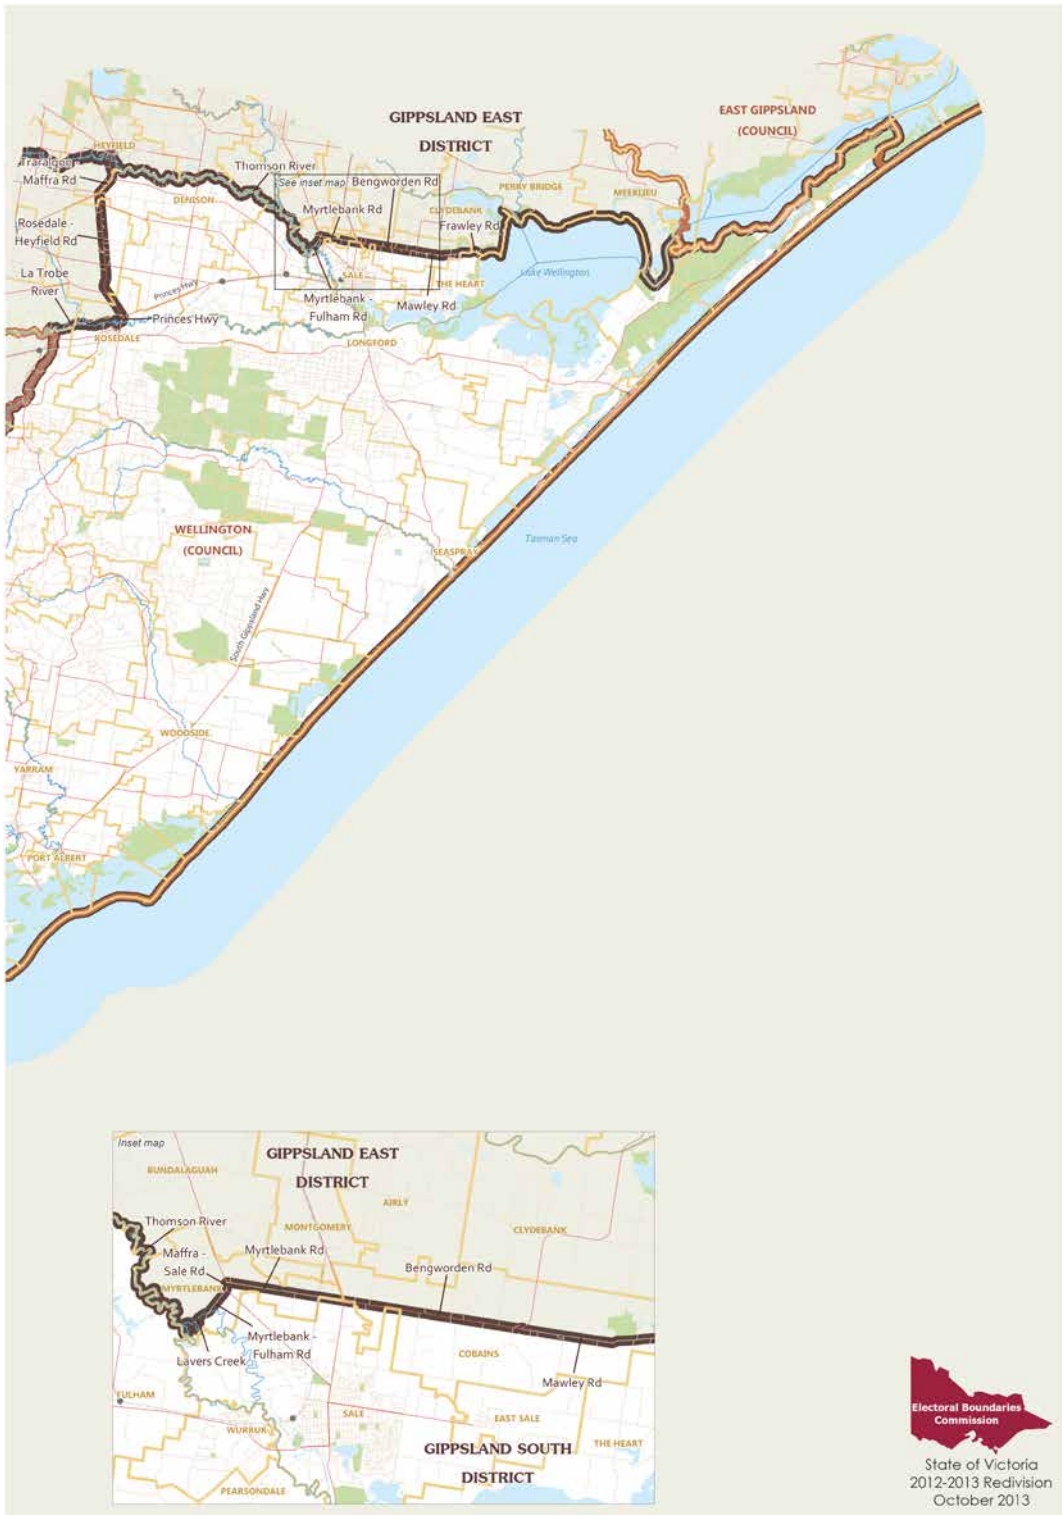 GIPPSLAND EAST
DISTRICT
EAST GIPPSLAND
(COUNCIL)
HEYFIELD
Traralgon -
Maffra Rd
Thomson River
See inset map
Bengworden Rd
PERRY BRIDGE
MEERLIEU
DENISON
Myrtlebank Rd
CLYDEBANK
Frawley Rd
Rosedale -
Heyfield Rd
La Trobe
River
Princes Hwy
SALE
THE HEART
Lake Wellington
Myrtlebank -
Fulham Rd
Mawley Rd
Princes Hwy
ROSEDALE
LONGFORD
WELLINGTON
(COUNCIL)
SEASPRAY
Tasman Sea
South Gippsland Hwy
WOODSIDE
YARRAM
PORT ALBERT
Inset map
GIPPSLAND EAST
DISTRICT
BUNDALAGUAH
AIRLY
Thomson River
MONTGOMERY
CLYDEBANK
Maffra -
Sale Rd
Myrtlebank Rd
Bengworden Rd
MYRTLEBANK
Myrtlebank -
Fulham Rd
Lavers Creek
COBAINS
Mawley Rd
FULHAM
SALE
EAST SALE
WURRUK
THE HEART
GIPPSLAND SOUTH
DISTRICT
PEARSONDALE
Electoral Boundaries
Commission
State of Victoria
2012-2013 Redivision
October 2013